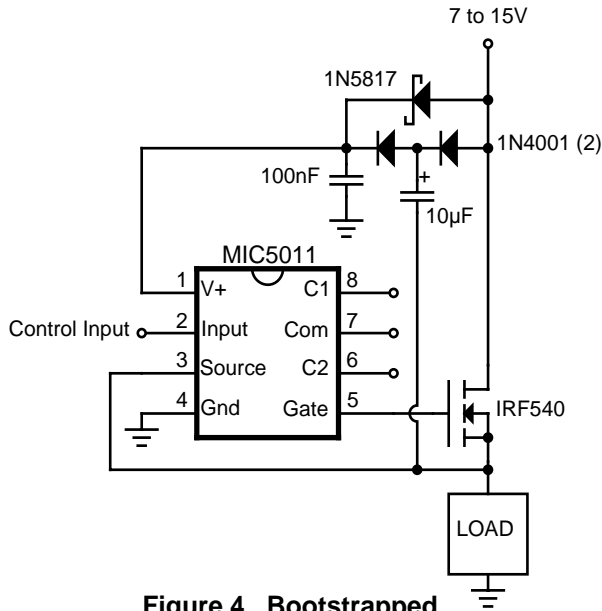 7 to 15V
1N5817
1N4001 (2)
100nF
+
10µF
MIC5011
1 V+ C1 8
Control Input 2 Input Com 7
3 Source C2 6
4 Gnd Gate 5
IRF540
LOAD
Figure 4 Bootstrapped